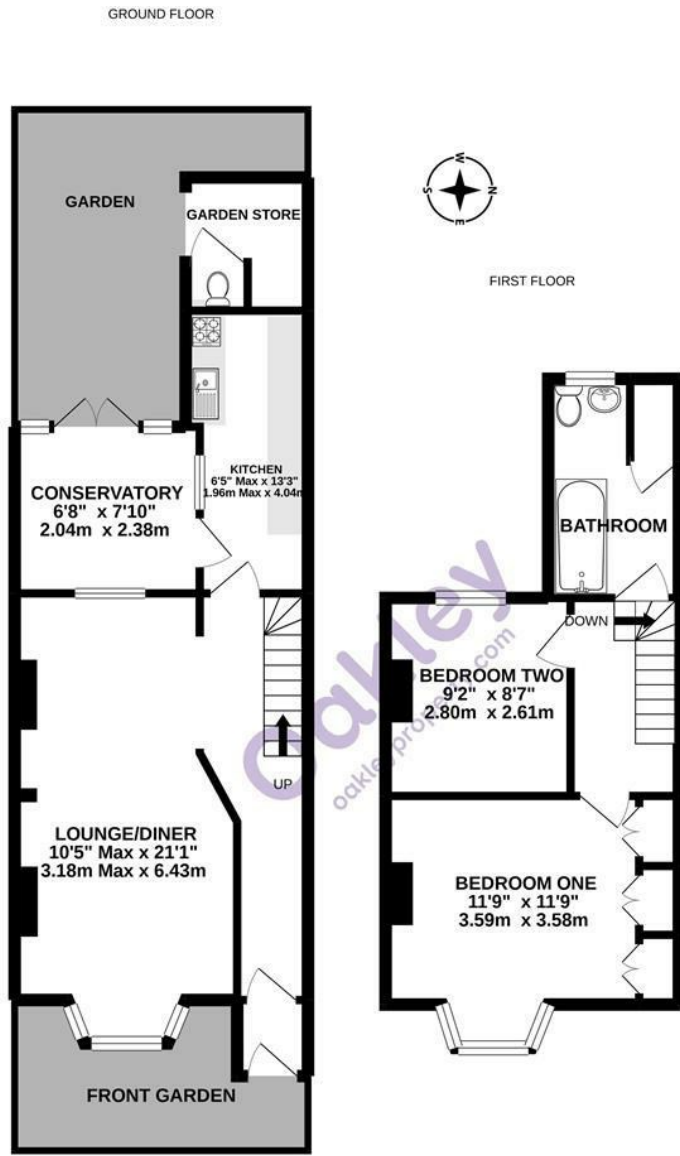 GROUND FLOOR
GARDEN
GARDEN STORE
KITCHEN
6'5" Max x 13'3"
1.96m Max x 4.04m
CONSERVATORY
6'8" x 7'10"
2.04m x 2.38m
UP
LOUNGE/DINER
10'5" Max x 21'1"
3.18m Max x 6.43m
FRONT GARDEN
W
N
E
S
FIRST FLOOR
BATHROOM
DOWN
BEDROOM TWO
9'2" x 8'7"
2.80m x 2.61m
BEDROOM ONE
11'9" x 11'9"
3.59m x 3.58m
Oakley
oakleyproperty.com